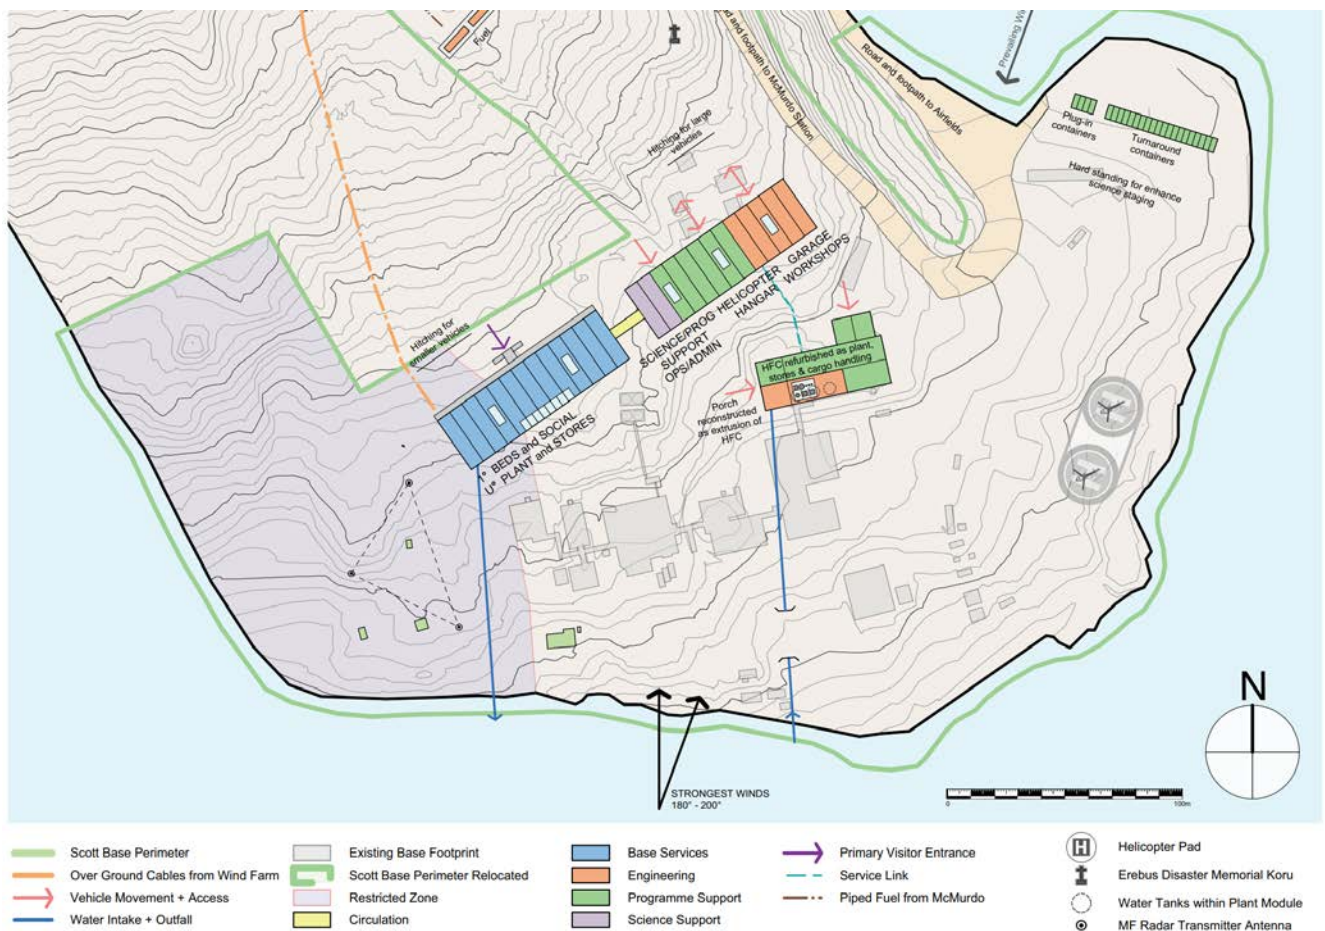 Fuel
Road and footpath to McMurdo Station
Road and footpath to Airfields
Prevailing
Plug-in
containers
Turnaround
containers
Hard standing for enhance
science staging
Hitching for large
vehicles
Hitching for
smaller vehicles
GARAGE
WORKSHOPS
HELICOPTER
HANGAR
SCIENCE/PROG
SUPPORT
OPS/ADMIN
HFC refurbished as plant,
stores & cargo handling
Porch
reconstructed
as extrusion of
HFC
1° BEDS and SOCIAL
U° PLANT and STORES
STRONGEST WINDS
180° - 200°
N
0
100m
Scott Base Perimeter
Over Ground Cables from Wind Farm
Vehicle Movement + Access
Water Intake + Outfall
Existing Base Footprint
Scott Base Perimeter Relocated
Restricted Zone
Circulation
Base Services
Engineering
Programme Support
Science Support
Primary Visitor Entrance
Service Link
Piped Fuel from McMurdo
H
Helicopter Pad
Erebus Disaster Memorial Koru
Water Tanks within Plant Module
MF Radar Transmitter Antenna